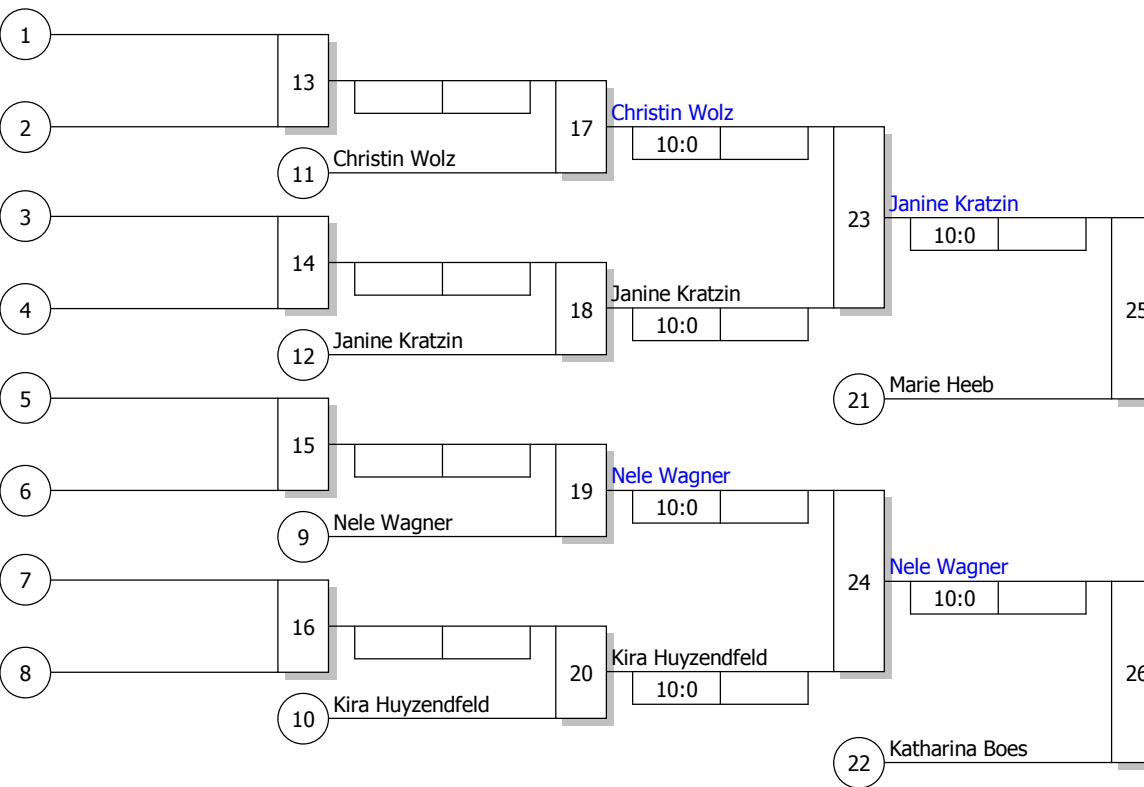 1
13
2
17
Christin Wolz
10:0
11
Christin Wolz
3
14
4
18
Janine Kratzin
10:0
12
Janine Kratzin
23
Janine Kratzin
10:0
25
21
Marie Heeb
5
15
6
19
Nele Wagner
10:0
9
Nele Wagner
7
16
8
20
Kira Huyzendfeld
10:0
10
Kira Huyzendfeld
24
Nele Wagner
10:0
26
22
Katharina Boes